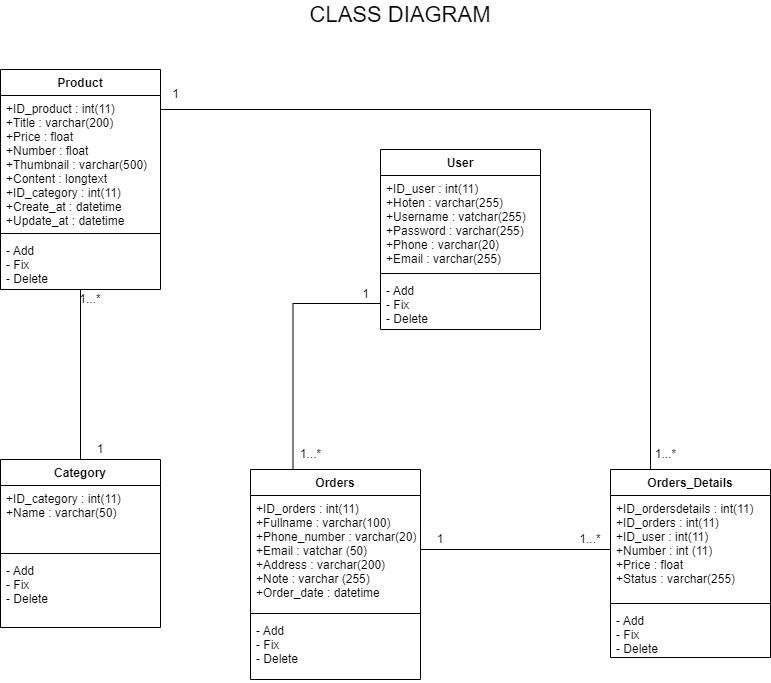 CLASS DIAGRAM
Product
+ID_product : int(11)
+Title : varchar(200)
+Price : float
+Number : float
+Thumbnail : varchar(500)
+Content : longtext
+ID_category : int(11)
+Create_at : datetime
+Update_at : datetime
- Add
- Fix
- Delete
1
1...*
User
+ID_user : int(11)
+Hoten : varchar(255)
+Username : vatchar(255)
+Password : varchar(255)
+Phone : varchar(20)
+Email : varchar(255)
- Add
- Fix
- Delete
1
1...*
1...*
1
Category
+ID_category : int(11)
+Name : varchar(50)
- Add
- Fix
- Delete
Orders
+ID_orders : int(11)
+Fullname : varchar(100)
+Phone_number : varchar(20)
+Email : vatchar (50)
+Address : varchar(200)
+Note : varchar (255)
+Order_date : datetime
- Add
- Fix
- Delete
1
1...*
Orders_Details
+ID_ordersdetails : int(11)
+ID_orders : int(11)
+ID_user : int(11)
+Number : int (11)
+Price : float
+Status : varchar(255)
- Add
- Fix
- Delete